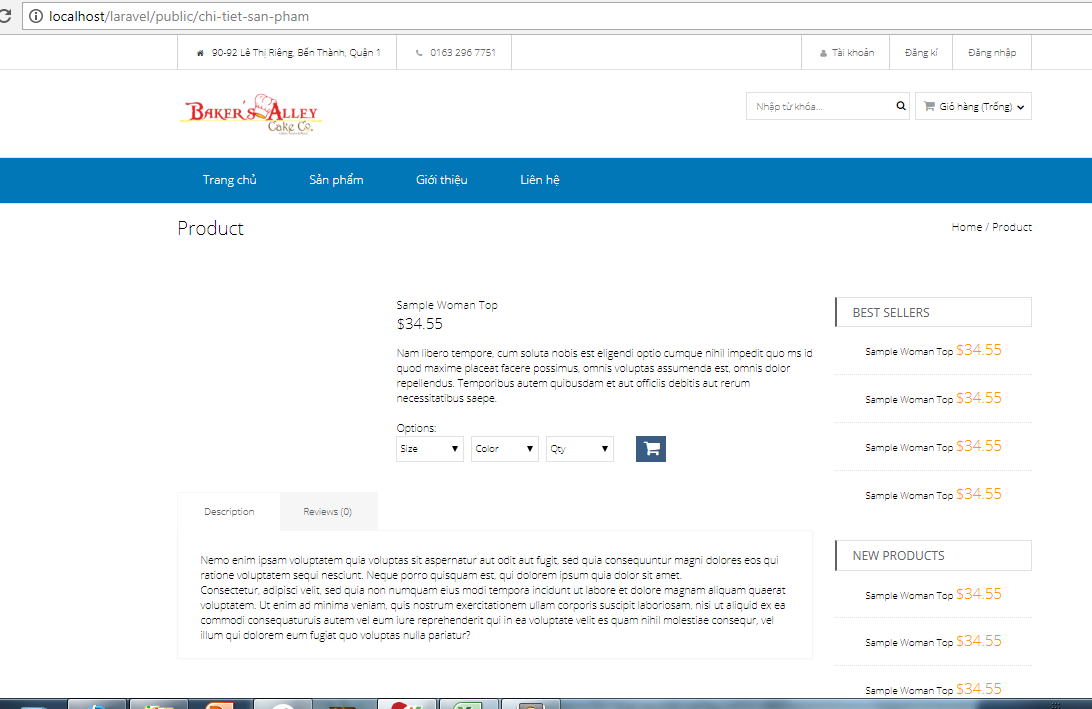 localhost/laravel/public/chi-tiet-san-pham
90-92 Lê Thị Riêng, Bến Thành, Quận 1
0163 296 7751
Tài khoản
Đăng kí
Đăng nhập
BAKER'S ALLEY
Cake Co.
Nhập từ khóa...
Giỏ hàng (Trống)
Trang chủ
Sản phẩm
Giới thiệu
Liên hệ
Product
Home / Product
Sample Woman Top
$34.55
Nam libero tempore, cum soluta nobis est eligendi optio cumque nihil impedit quo ms id
quod maxime placeat facere possimus, omnis voluptas assumenda est, omnis dolor
repellendus. Temporibus autem quibusdam et aut officiis debitis aut rerum
necessitatibus saepe.
Options:
Size
Color
Qty
Description
Reviews (0)
Nemo enim ipsam voluptatem quia voluptas sit aspernatur aut odit aut fugit, sed quia consequuntur magni dolores eos qui
ratione voluptatem sequi nesciunt. Neque porro quisquam est, qui dolorem ipsum quia dolor sit amet.
Consectetur, adipisci velit, sed quia non numquam eius modi tempora incidunt ut labore et dolore magnam aliquam quaerat
voluptatem. Ut enim ad minima veniam, quis nostrum exercitationem ullam corporis suscipit laboriosam, nisi ut aliquid ex ea
commodi consequaturuis autem vel eum iure reprehenderit qui in ea voluptate velit es quam nihil molestiae consequr, vel
illum qui dolorem eum fugiat quo voluptas nulla pariatur?
BEST SELLERS
Sample Woman Top $34.55
Sample Woman Top $34.55
Sample Woman Top $34.55
Sample Woman Top $34.55
NEW PRODUCTS
Sample Woman Top $34.55
Sample Woman Top $34.55
Sample Woman Top $34.55